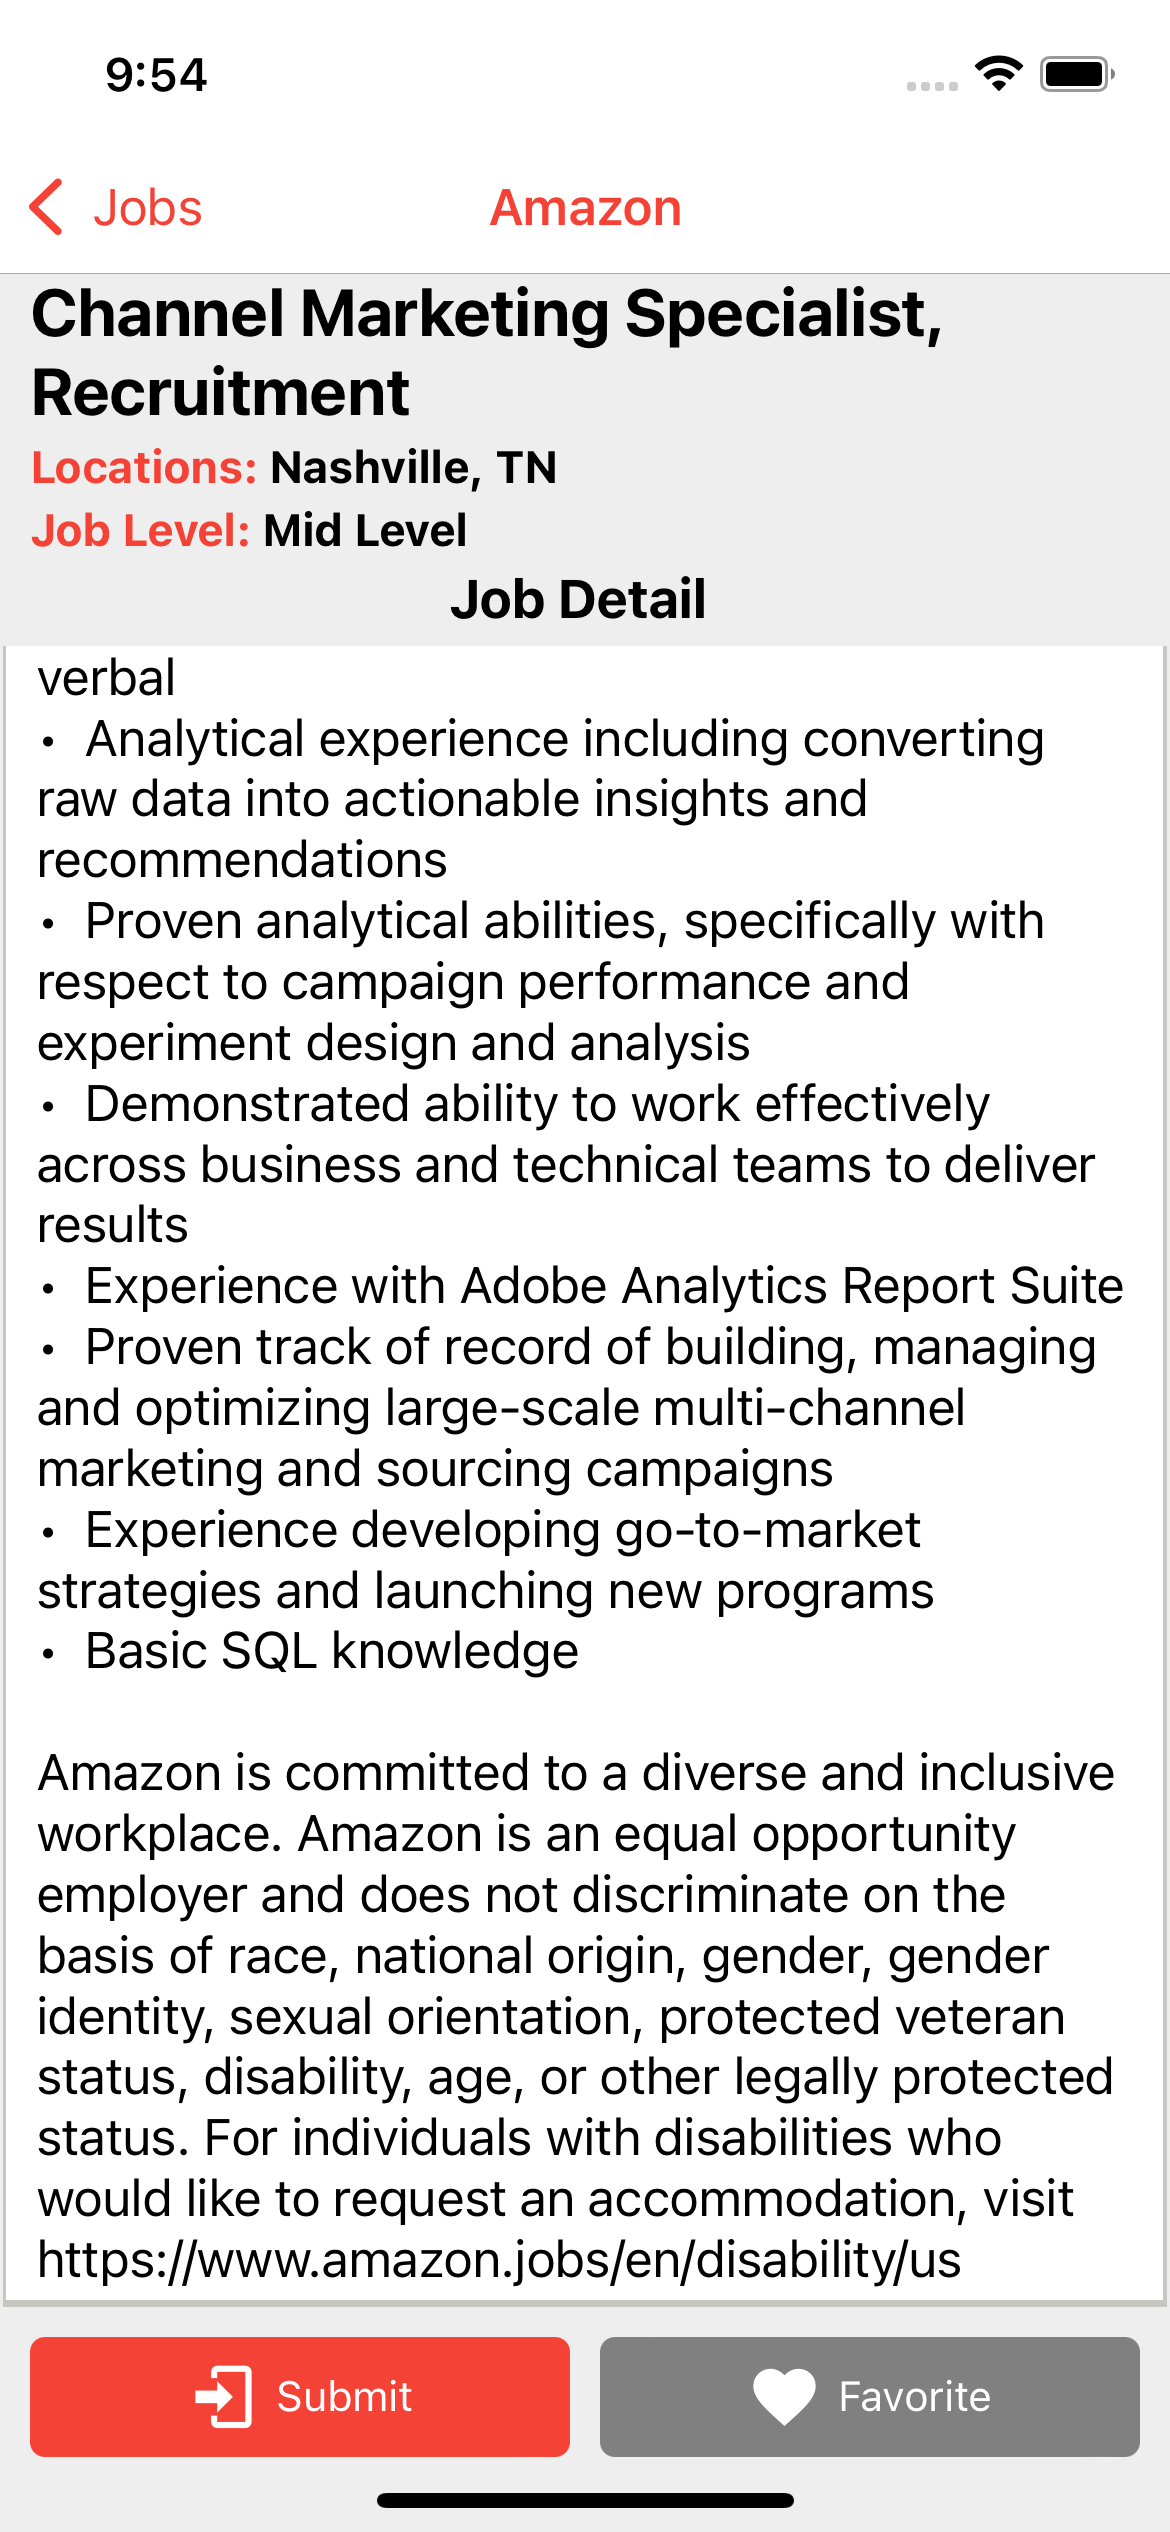 9:54
Jobs
Amazon
Channel Marketing Specialist,
Recruitment
Locations: Nashville, TN
Job Level: Mid Level
Job Detail
verbal
• Analytical experience including converting
raw data into actionable insights and
recommendations
• Proven analytical abilities, specifically with
respect to campaign performance and
experiment design and analysis
• Demonstrated ability to work effectively
across business and technical teams to deliver
results
• Experience with Adobe Analytics Report Suite
• Proven track of record of building, managing
and optimizing large-scale multi-channel
marketing and sourcing campaigns
• Experience developing go-to-market
strategies and launching new programs
• Basic SQL knowledge
Amazon is committed to a diverse and inclusive
workplace. Amazon is an equal opportunity
employer and does not discriminate on the
basis of race, national origin, gender, gender
identity, sexual orientation, protected veteran
status, disability, age, or other legally protected
status. For individuals with disabilities who
would like to request an accommodation, visit
https://www.amazon.jobs/en/disability/us
Submit
Favorite